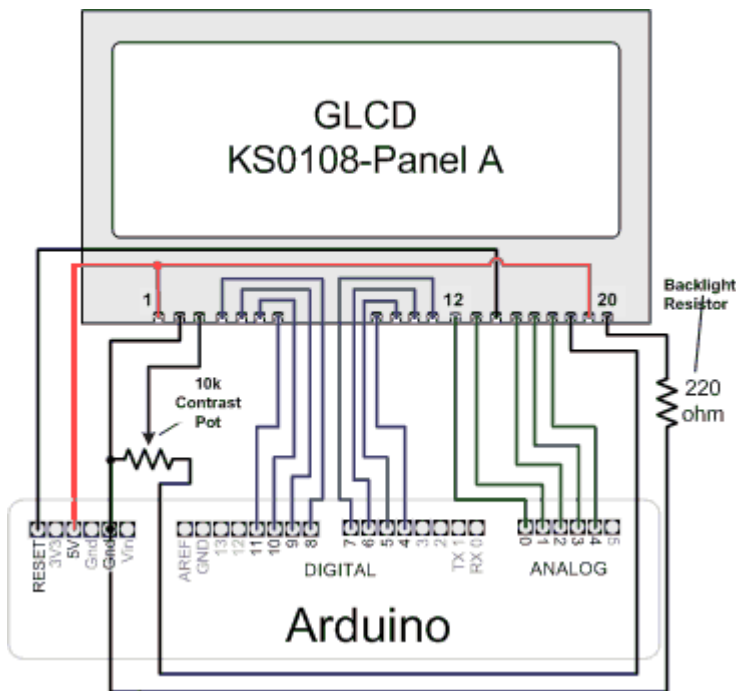 GLCD
KS0108-Panel A
1
12
20
Backlight
Resistor
220
ohm
10k
Contrast
Pot
RESET
3V3
5V
Gnd
Gnd
Vin
AREF
GND
13
12
11
10
9
8
7
6
5
4
3
2
TX 1
RX 0
0
1
2
3
4
5
DIGITAL
ANALOG
Arduino